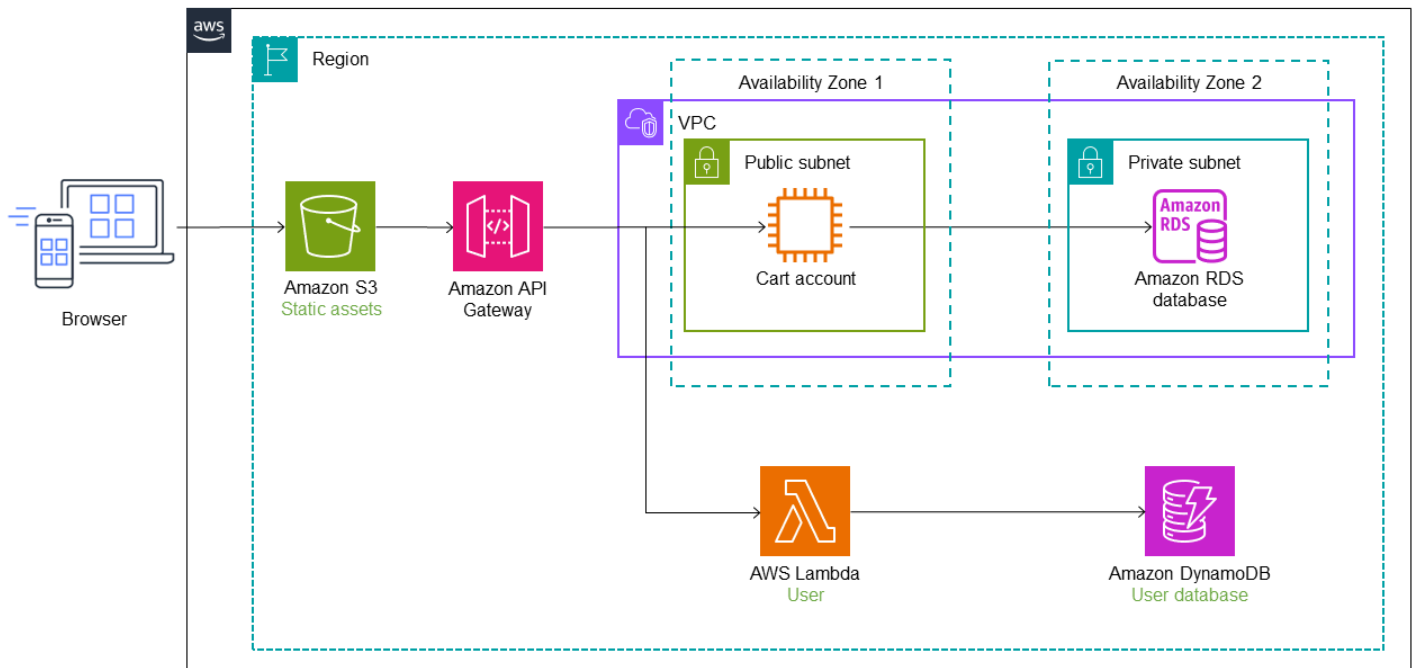 aws
Region
Availability Zone 1
Availability Zone 2
VPC
Public subnet
Private subnet
Amazon
RDS
</>
Cart account
Amazon RDS
database
Amazon S3
Static assets
Amazon API
Gateway
Browser
AWS Lambda
User
Amazon DynamoDB
User database